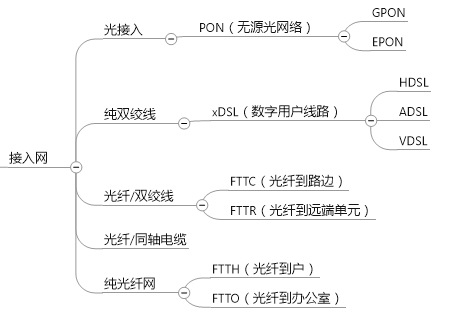 接入网
光接入
PON（无源光网络）
GPON
EPON
纯双绞线
xDSL（数字用户线路）
HDSL
ADSL
VDSL
光纤/双绞线
FTTC（光纤到路边）
FTTR（光纤到远端单元）
光纤/同轴电缆
纯光纤网
FTTH（光纤到户）
FTTO（光纤到办公室）